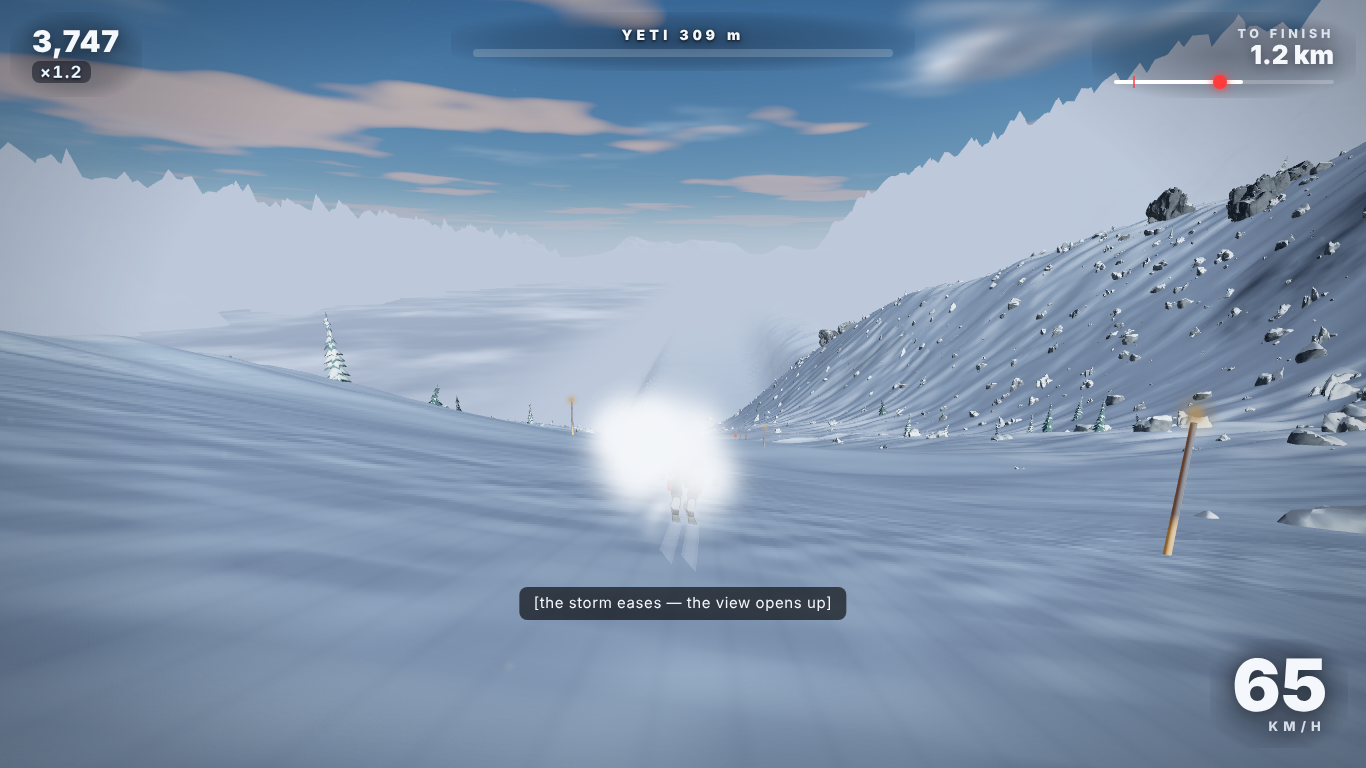 3,747
×1.2
YETI 309 m
TO FINISH
1.2 km
[the storm eases — the view opens up]
65
KM/H